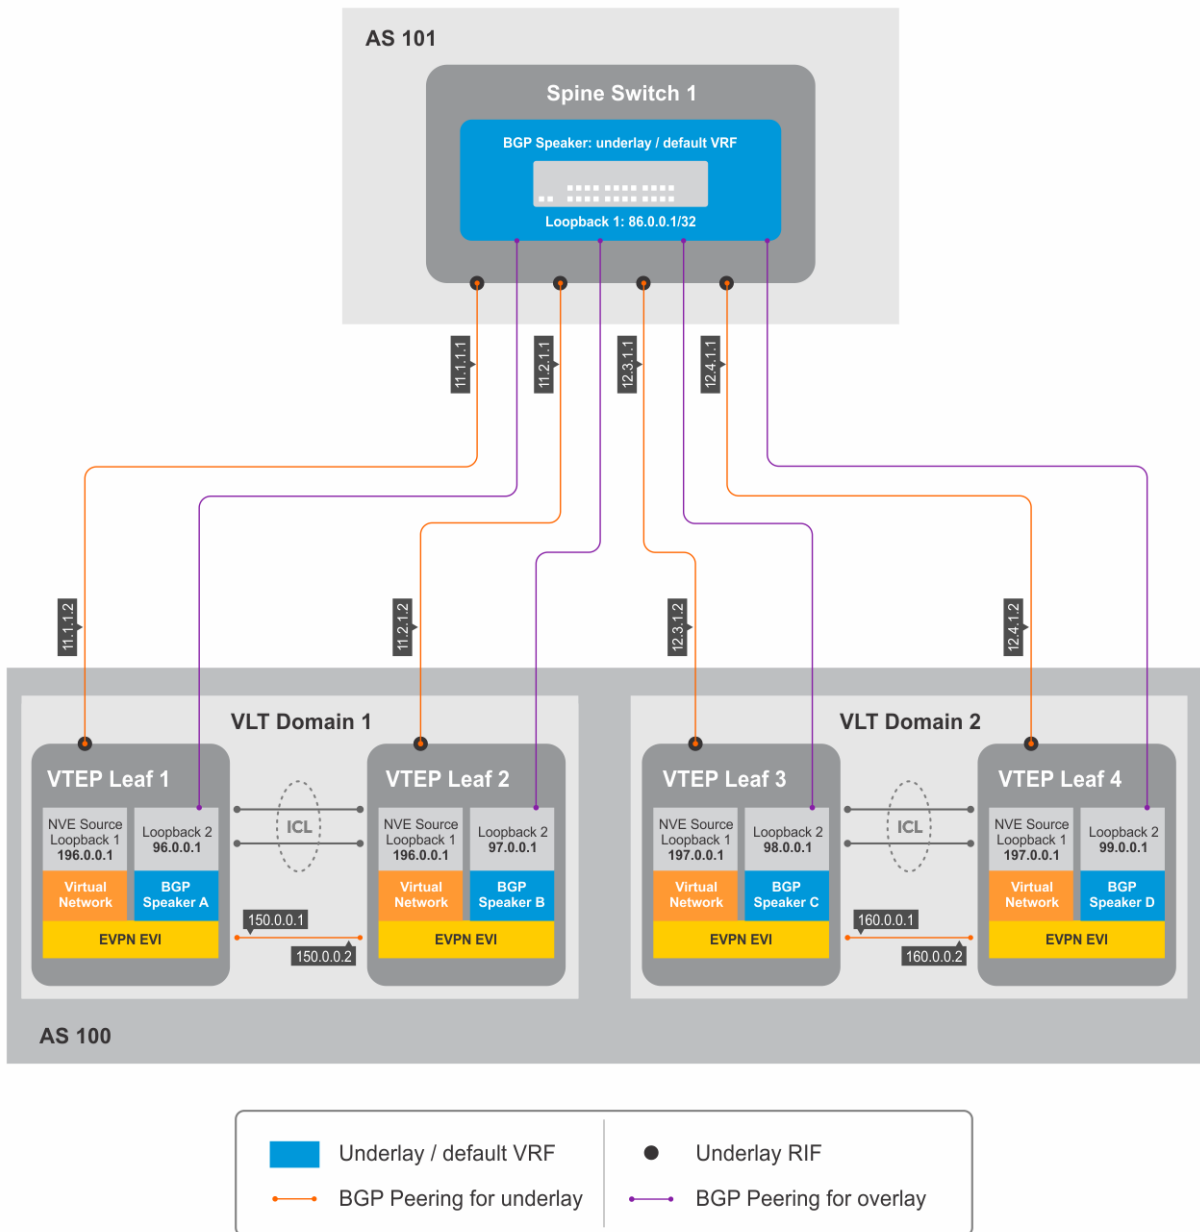 AS 101
Spine Switch 1
BGP Speaker: underlay / default VRF
Loopback 1: 86.0.0.1/32
11.1.1.1
11.2.1.1
12.3.1.1
12.4.1.1
11.1.1.2
11.2.1.2
12.3.1.2
12.4.1.2
VLT Domain 1
VTEP Leaf 1
NVE Source
Loopback 1
196.0.0.1
Loopback 2
96.0.0.1
Virtual
Network
BGP
Speaker A
EVPN EVI
ICL
150.0.0.1
150.0.0.2
VTEP Leaf 2
NVE Source
Loopback 1
196.0.0.1
Loopback 2
97.0.0.1
Virtual
Network
BGP
Speaker B
EVPN EVI
VLT Domain 2
VTEP Leaf 3
NVE Source
Loopback 1
197.0.0.1
Loopback 2
98.0.0.1
Virtual
Network
BGP
Speaker C
EVPN EVI
ICL
160.0.0.1
160.0.0.2
VTEP Leaf 4
NVE Source
Loopback 1
197.0.0.1
Loopback 2
99.0.0.1
Virtual
Network
BGP
Speaker D
EVPN EVI
AS 100
Underlay / default VRF
Underlay RIF
BGP Peering for underlay
BGP Peering for overlay